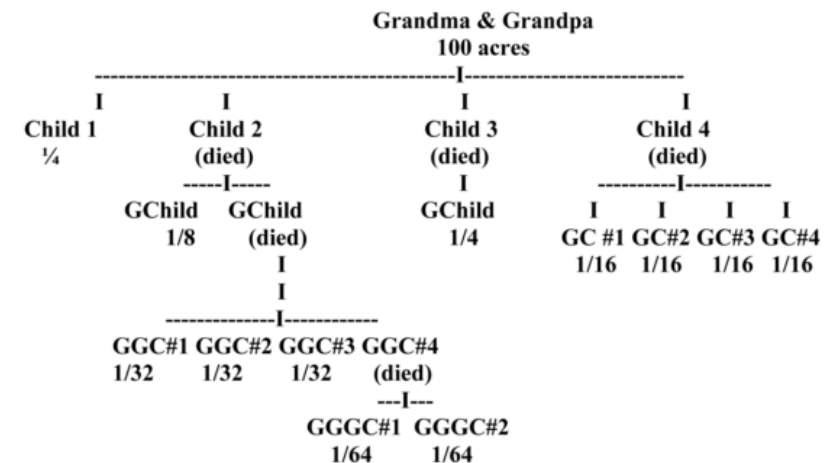 Grandma & Grandpa
100 acres
----------------------------------------------I----------------------------
I I I I
Child 1 Child 2 Child 3 Child 4
¼ (died) (died) (died)
-----I----- I ----------I-----------
GChild GChild GChild I I I I
1/8 (died) 1/4 GC #1 GC#2 GC#3 GC#4
I 1/16 1/16 1/16 1/16
I
--------------I------------
GGC#1 GGC#2 GGC#3 GGC#4
1/32 1/32 1/32 (died)
---I---
GGGC#1 GGGC#2
1/64 1/64